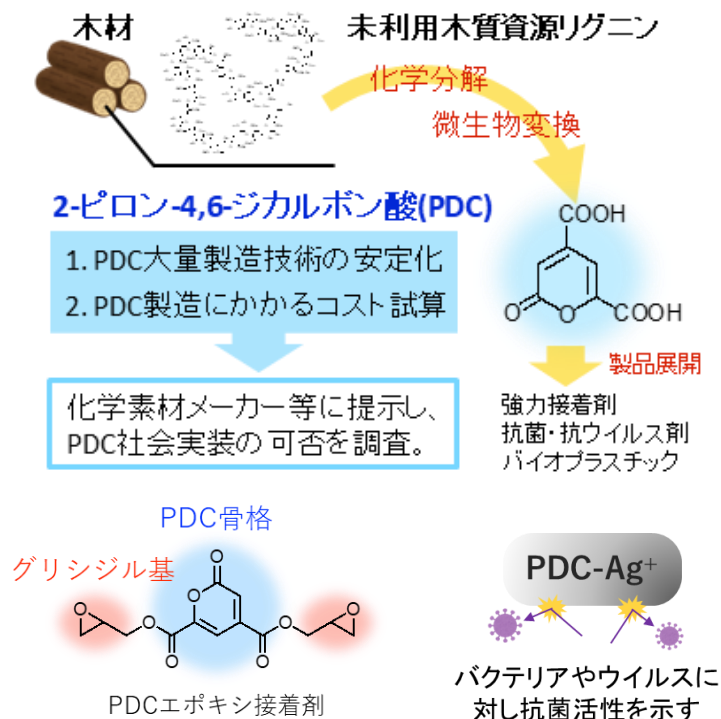 木材
未利用木質資源リグニン
化学分解
微生物変換
2-ピロン-4,6-ジカルボン酸(PDC)
COOH
O
O
COOH
1. PDC大量製造技術の安定化
2. PDC製造にかかるコスト試算
製品展開
化学素材メーカー等に提示し、
PDC社会実装の可否を調査。
強力接着剤
抗菌・抗ウイルス剤
バイオプラスチック
PDC骨格
グリシジル基
O
O
O
O
O
O
O
O
PDCエポキシ接着剤
PDC-Ag⁺
バクテリアやウイルスに
対し抗菌活性を示す